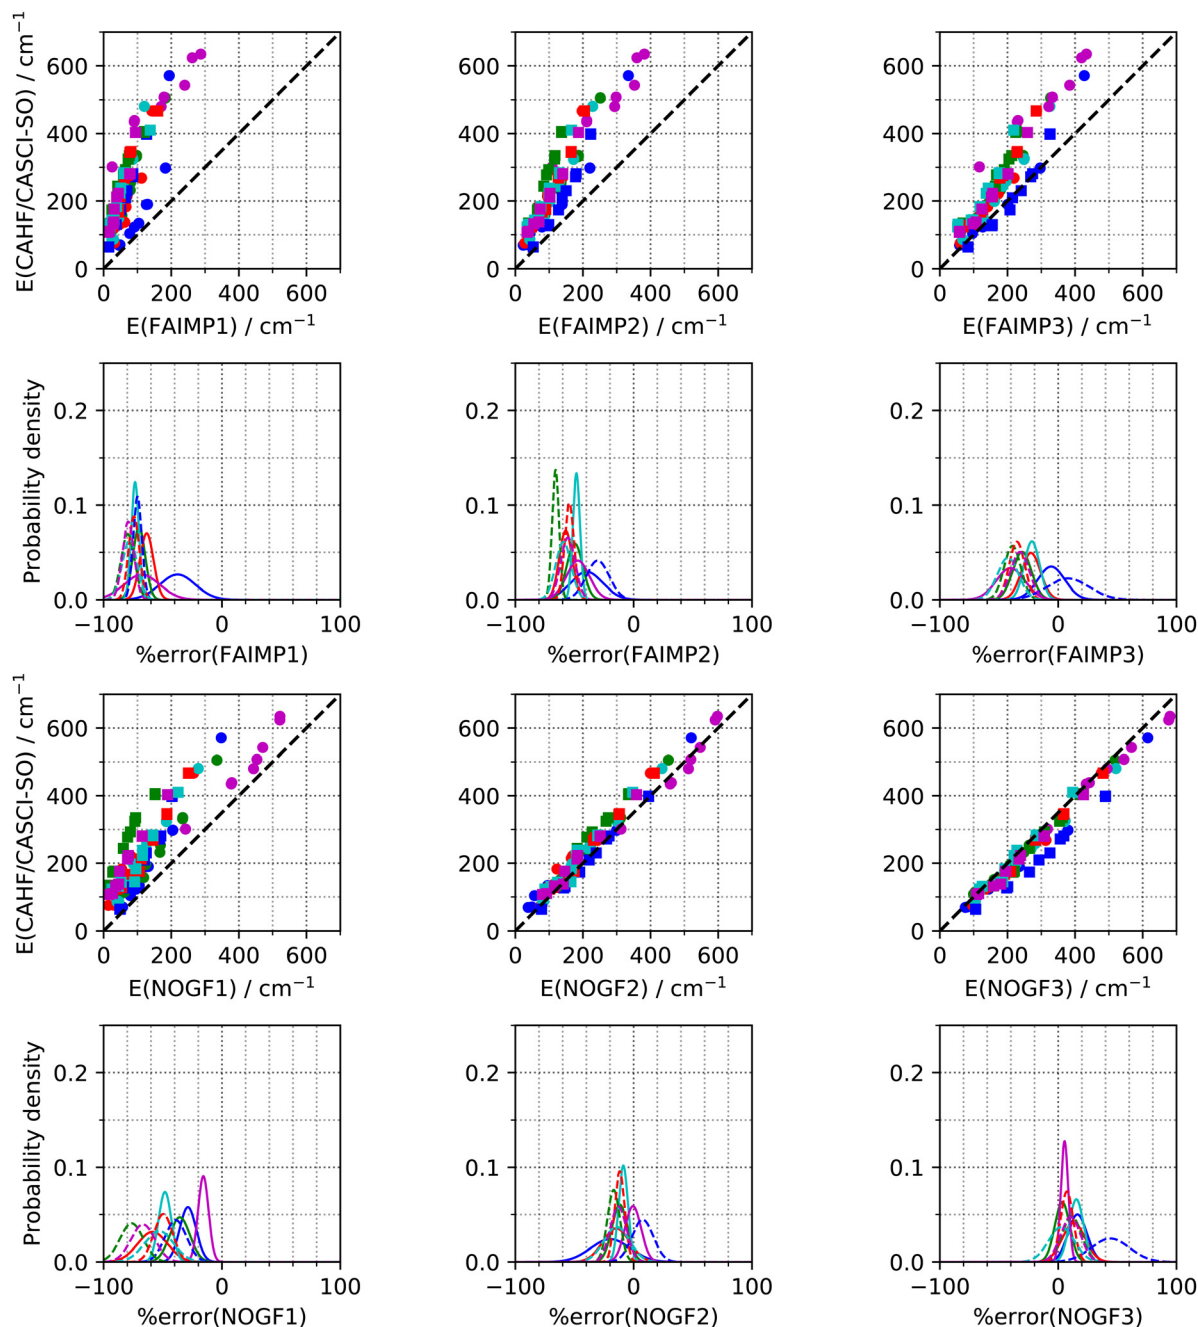 E(CAHF/CASCI-SO) / cm⁻¹
600
400
200
0
0 200 400 600
E(FAIMP1) / cm⁻¹
600
400
200
0
0 200 400 600
E(FAIMP2) / cm⁻¹
600
400
200
0
0 200 400 600
E(FAIMP3) / cm⁻¹
Probability density
0.2
0.1
0.0
−100 0 100
%error(FAIMP1)
0.2
0.1
0.0
−100 0 100
%error(FAIMP2)
0.2
0.1
0.0
−100 0 100
%error(FAIMP3)
E(CAHF/CASCI-SO) / cm⁻¹
600
400
200
0
0 200 400 600
E(NOGF1) / cm⁻¹
600
400
200
0
0 200 400 600
E(NOGF2) / cm⁻¹
600
400
200
0
0 200 400 600
E(NOGF3) / cm⁻¹
Probability density
0.2
0.1
0.0
−100 0 100
%error(NOGF1)
0.2
0.1
0.0
−100 0 100
%error(NOGF2)
0.2
0.1
0.0
−100 0 100
%error(NOGF3)